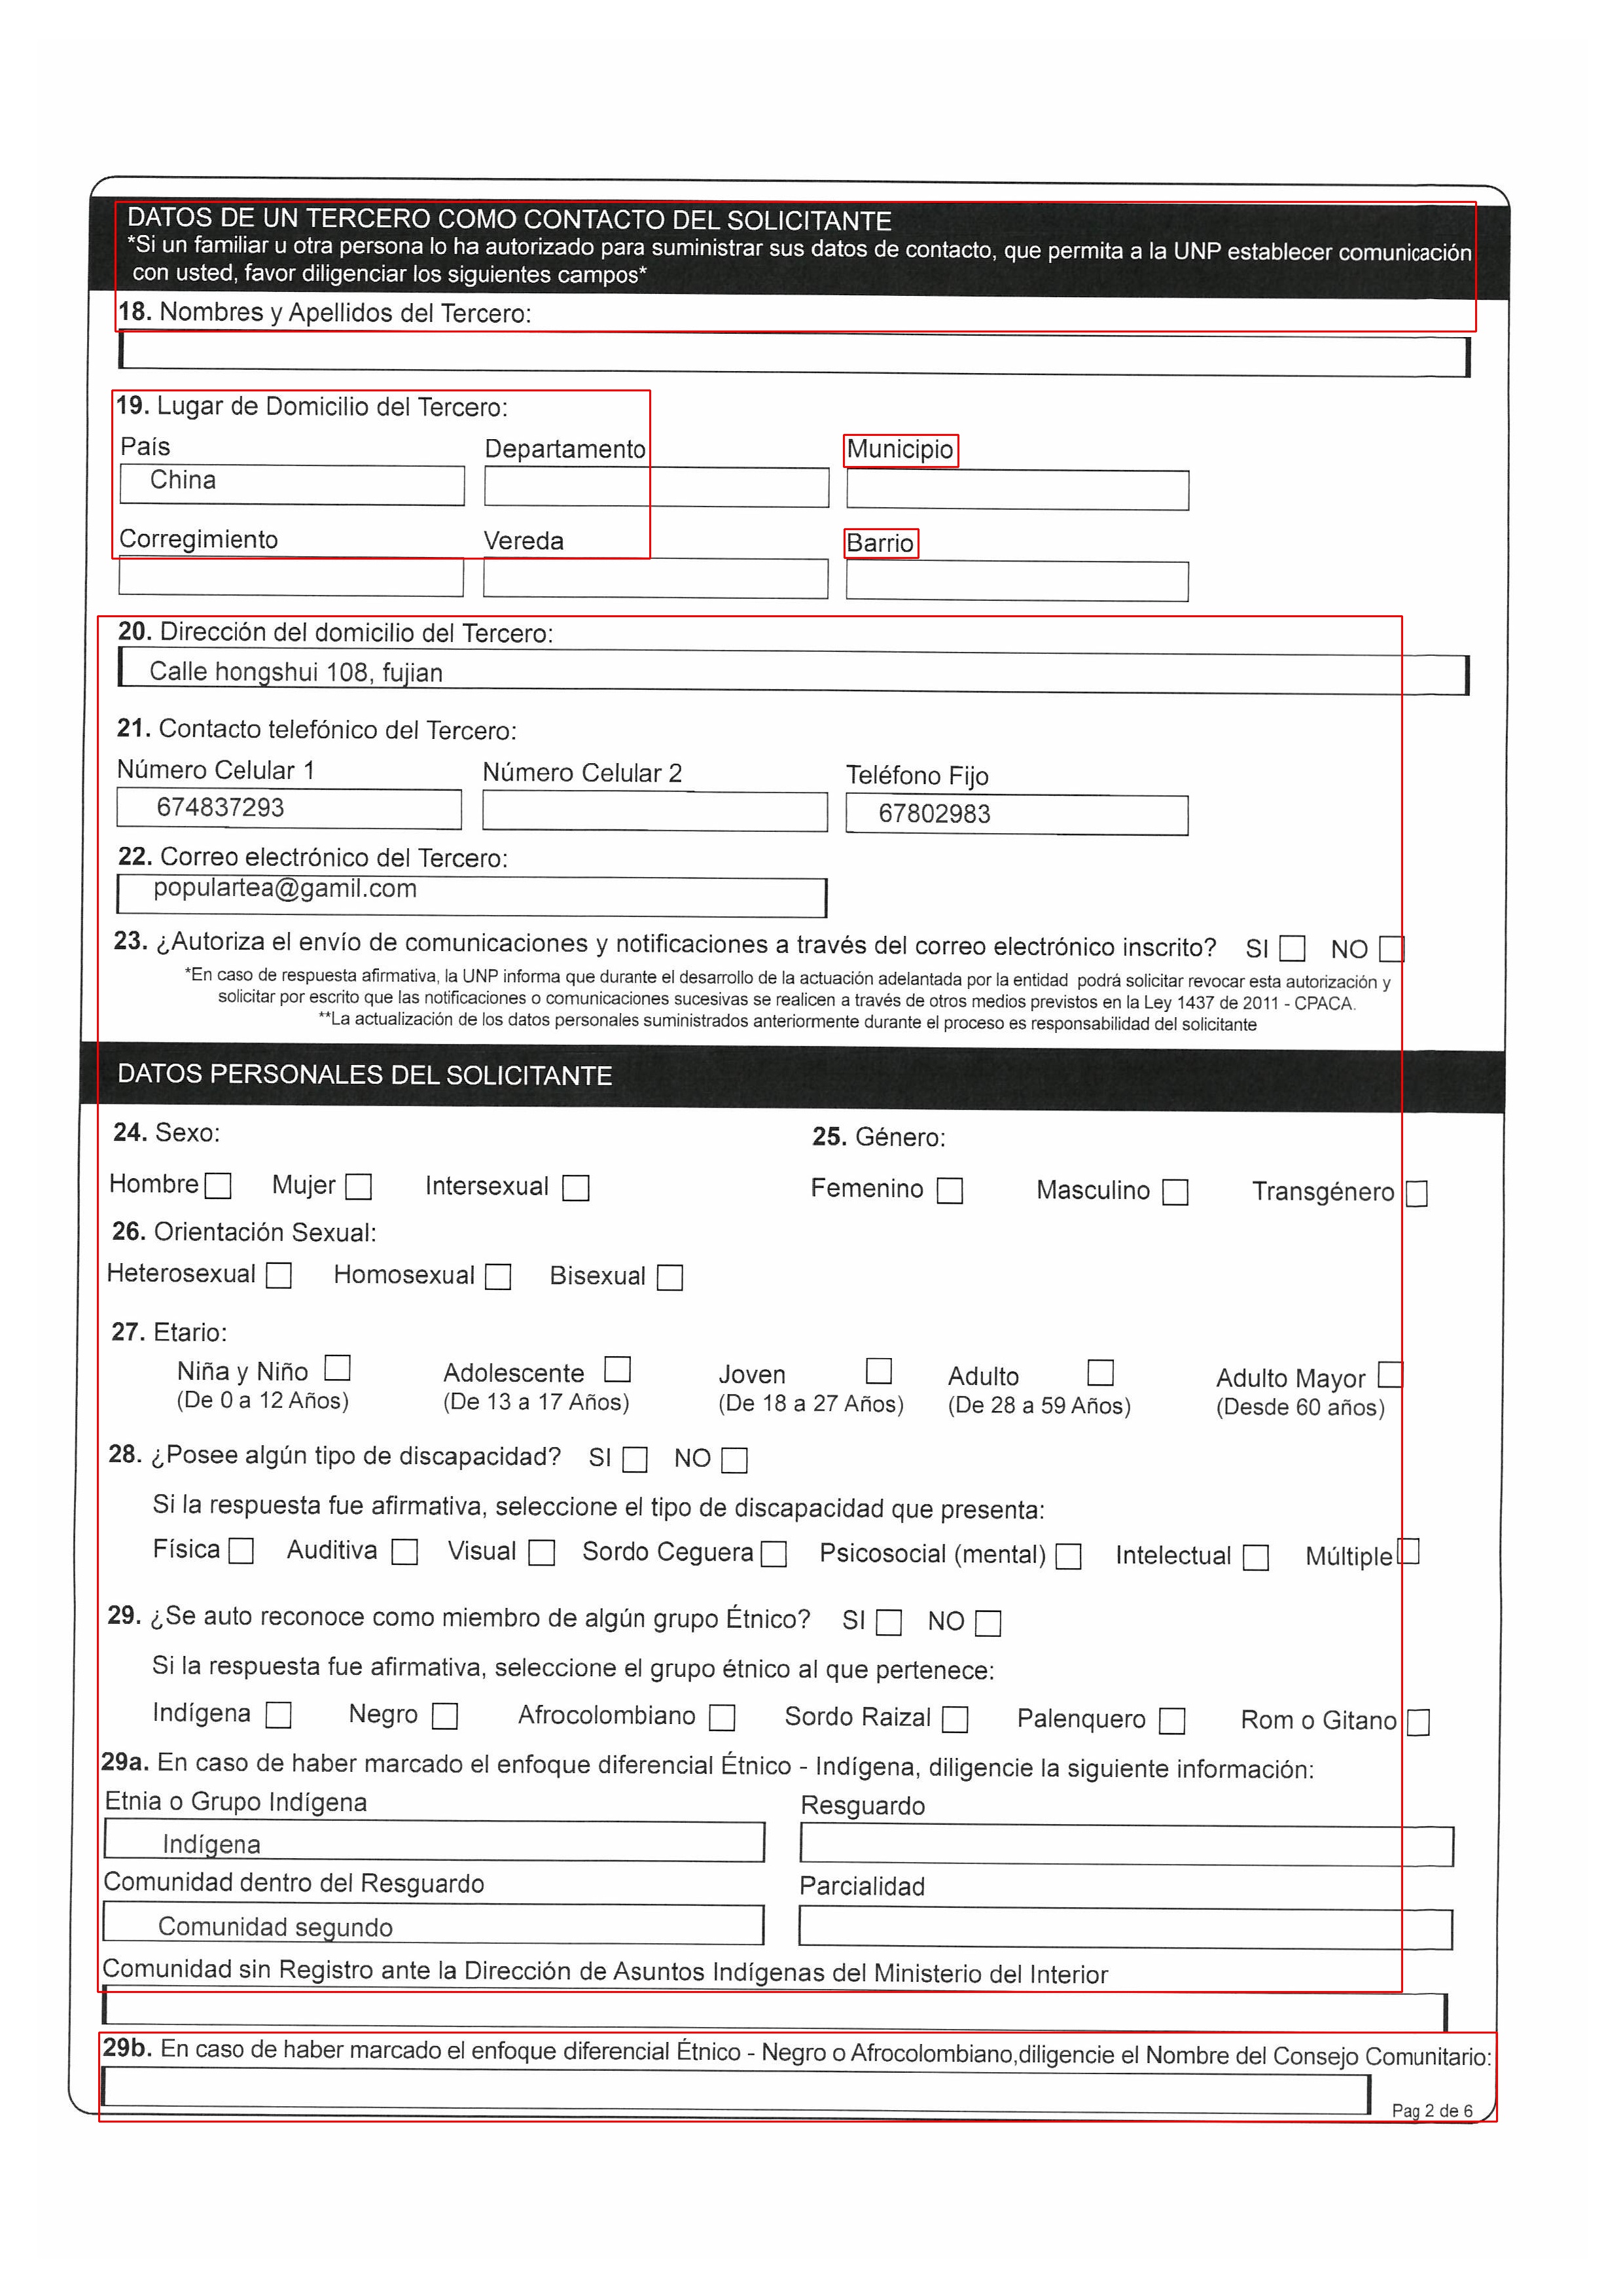 DATOS DE UN TERCERO COMO CONTACTO DEL SOLICITANTE
*Si un familiar u otra persona lo ha autorizado para suministrar sus datos de contacto, que permita a la UNP establecer comunicación
con usted, favor diligenciar los siguientes campos*
18. Nombres y Apellidos del Tercero:
19. Lugar de Domicilio del Tercero:
País Departamento Municipio
China
Corregimiento Vereda Barrio
20. Dirección del domicilio del Tercero:
Calle hongshui 108, fujian
21. Contacto telefónico del Tercero:
Número Celular 1 Número Celular 2 Teléfono Fijo
674837293 67802983
22. Correo electrónico del Tercero:
populartea@gamil.com
23. ¿Autoriza el envío de comunicaciones y notificaciones a través del correo electrónico inscrito? SI NO
*En caso de respuesta afirmativa, la UNP informa que durante el desarrollo de la actuación adelantada por la entidad podrá solicitar revocar esta autorización y
solicitar por escrito que las notificaciones o comunicaciones sucesivas se realicen a través de otros medios previstos en la Ley 1437 de 2011 - CPACA.
**La actualización de los datos personales suministrados anteriormente durante el proceso es responsabilidad del solicitante
DATOS PERSONALES DEL SOLICITANTE
24. Sexo: 25. Género:
Hombre Mujer Intersexual Femenino Masculino Transgénero
26. Orientación Sexual:
Heterosexual Homosexual Bisexual
27. Etario:
Niña y Niño Adolescente Joven Adulto Adulto Mayor
(De 0 a 12 Años) (De 13 a 17 Años) (De 18 a 27 Años) (De 28 a 59 Años) (Desde 60 años)
28. ¿Posee algún tipo de discapacidad? SI NO
Si la respuesta fue afirmativa, seleccione el tipo de discapacidad que presenta:
Física Auditiva Visual Sordo Ceguera Psicosocial (mental) Intelectual Múltiple
29. ¿Se auto reconoce como miembro de algún grupo Étnico? SI NO
Si la respuesta fue afirmativa, seleccione el grupo étnico al que pertenece:
Indígena Negro Afrocolombiano Sordo Raizal Palenquero Rom o Gitano
29a. En caso de haber marcado el enfoque diferencial Étnico - Indígena, diligencie la siguiente información:
Etnia o Grupo Indígena Resguardo
Indígena
Comunidad dentro del Resguardo Parcialidad
Comunidad segundo
Comunidad sin Registro ante la Dirección de Asuntos Indígenas del Ministerio del Interior
29b. En caso de haber marcado el enfoque diferencial Étnico - Negro o Afrocolombiano,diligencie el Nombre del Consejo Comunitario:
Pag 2 de 6